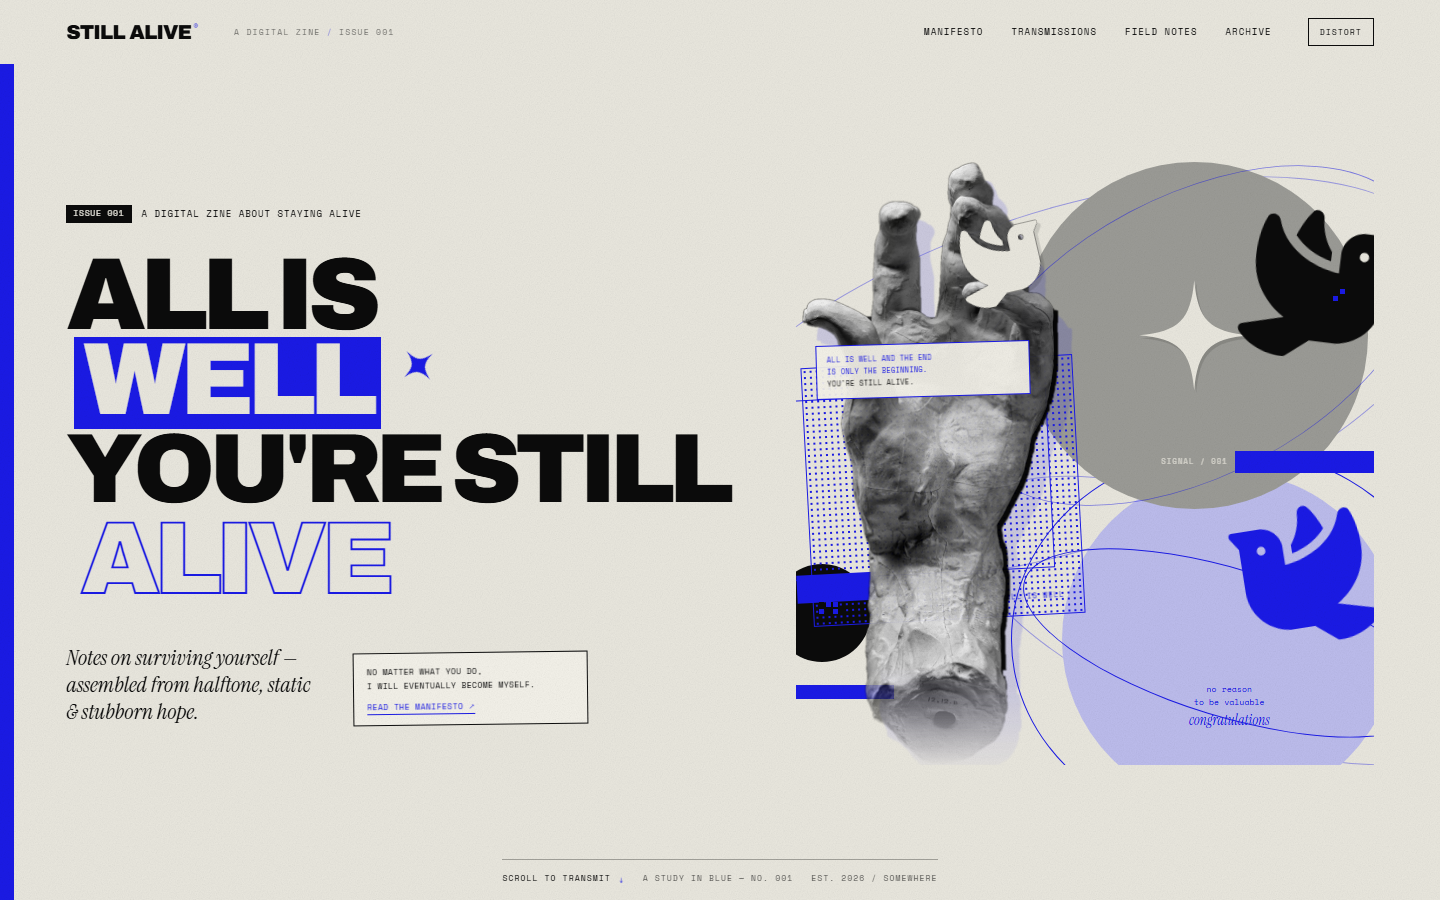 STILL ALIVE
A DIGITAL ZINE / ISSUE 001
MANIFESTO
TRANSMISSIONS
FIELD NOTES
ARCHIVE
DISTORT
ISSUE 001
A DIGITAL ZINE ABOUT STAYING ALIVE
ALL IS
WELL
YOU'RE STILL
ALIVE
Notes on surviving yourself —
assembled from halftone, static
& stubborn hope.
NO MATTER WHAT YOU DO,
I WILL EVENTUALLY BECOME MYSELF.
READ THE MANIFESTO ↗
ALL IS WELL AND THE END
IS ONLY THE BEGINNING.
YOU'RE STILL ALIVE.
SIGNAL / 001
no reason
to be valuable
congratulations
SCROLL TO TRANSMIT ↓
A STUDY IN BLUE — NO. 001
EST. 2026 / SOMEWHERE